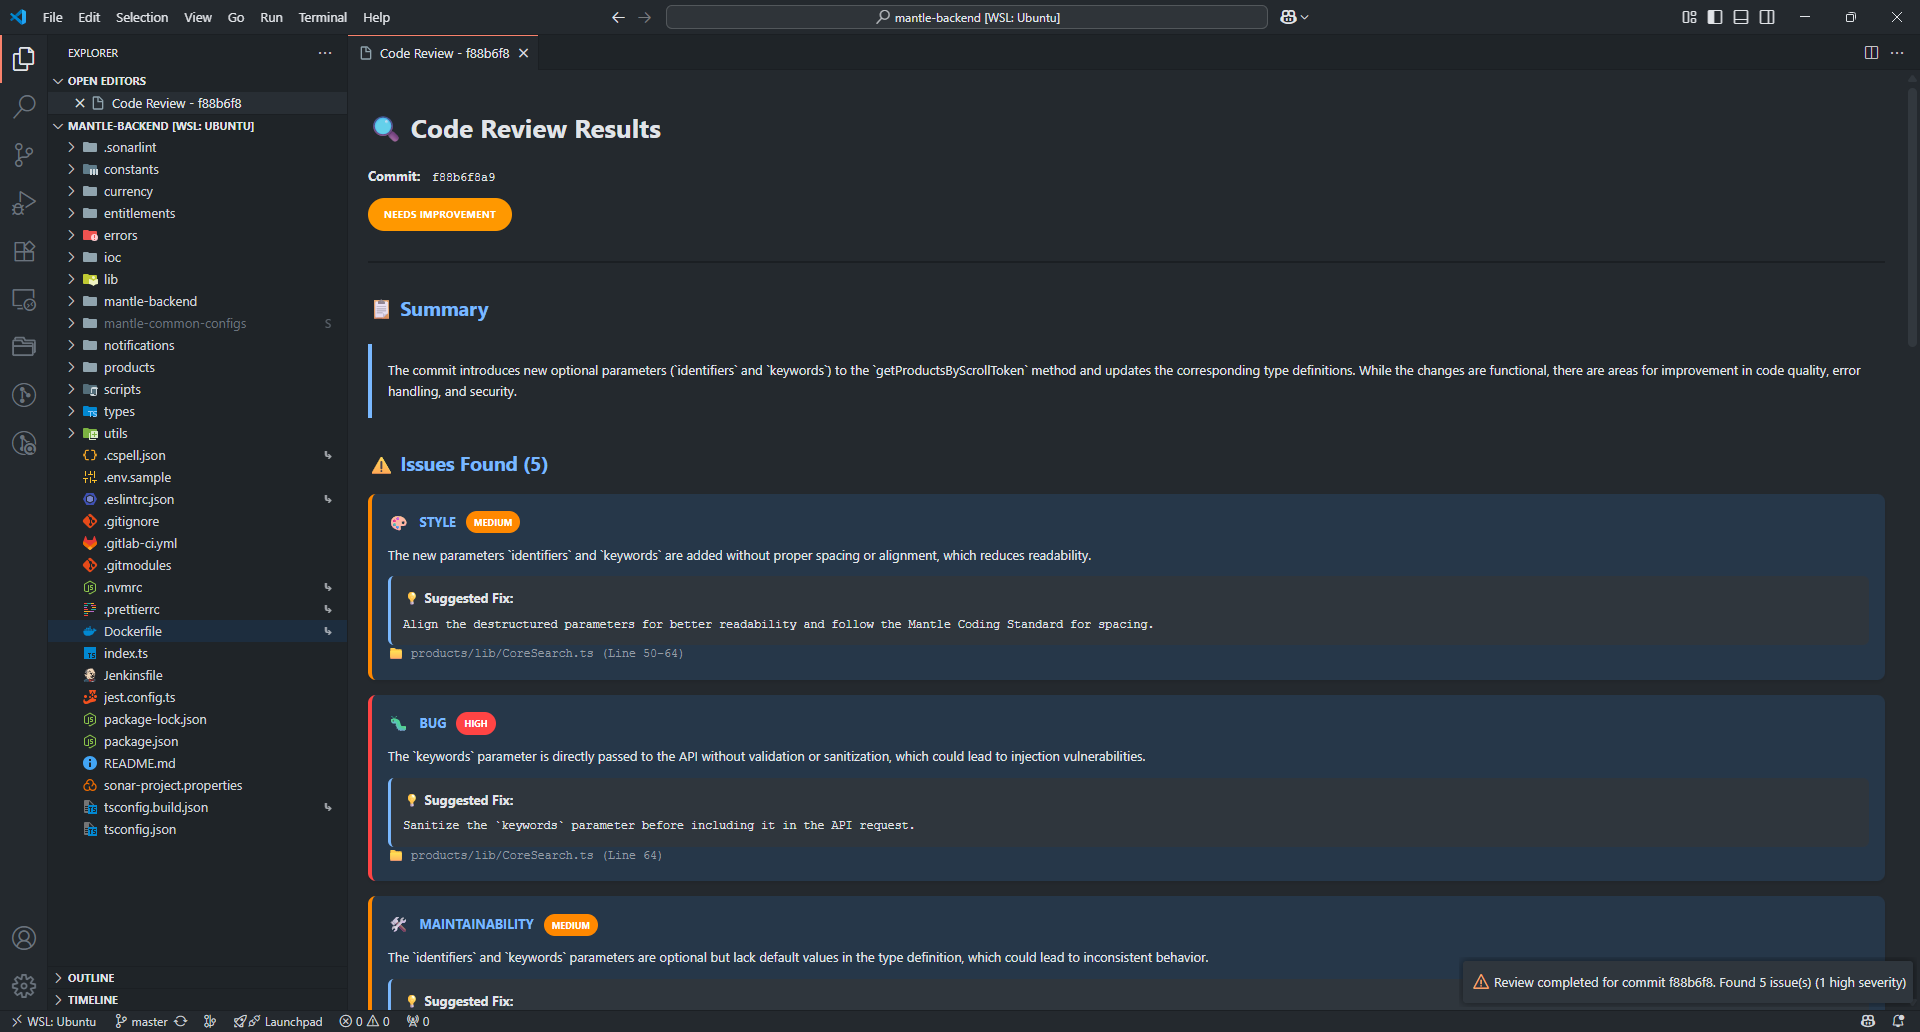 File Edit Selection View Go Run Terminal Help
mantle-backend [WSL: Ubuntu]
EXPLORER
OPEN EDITORS
Code Review - f88b6f8
MANTLE-BACKEND [WSL: UBUNTU]
.sonarlint
constants
currency
entitlements
errors
ioc
lib
mantle-backend
mantle-common-configs S
notifications
products
scripts
types
utils
.cspell.json
.env.sample
.eslintrc.json
.gitignore
.gitlab-ci.yml
.gitmodules
.nvmrc
.prettierrc
Dockerfile
index.ts
Jenkinsfile
jest.config.ts
package-lock.json
package.json
README.md
sonar-project.properties
tsconfig.build.json
tsconfig.json
OUTLINE
TIMELINE
Code Review - f88b6f8
Code Review Results
Commit: f88b6f8a9
NEEDS IMPROVEMENT
Summary
The commit introduces new optional parameters (`identifiers` and `keywords`) to the `getProductsByScrollToken` method and updates the corresponding type definitions. While the changes are functional, there are areas for improvement in code quality, error
handling, and security.
Issues Found (5)
STYLE MEDIUM
The new parameters `identifiers` and `keywords` are added without proper spacing or alignment, which reduces readability.
Suggested Fix:
Align the destructured parameters for better readability and follow the Mantle Coding Standard for spacing.
products/lib/CoreSearch.ts (Line 50-64)
BUG HIGH
The `keywords` parameter is directly passed to the API without validation or sanitization, which could lead to injection vulnerabilities.
Suggested Fix:
Sanitize the `keywords` parameter before including it in the API request.
products/lib/CoreSearch.ts (Line 64)
MAINTAINABILITY MEDIUM
The `identifiers` and `keywords` parameters are optional but lack default values in the type definition, which could lead to inconsistent behavior.
Suggested Fix:
Review completed for commit f88b6f8. Found 5 issue(s) (1 high severity)
WSL: Ubuntu master Launchpad 0 0 0